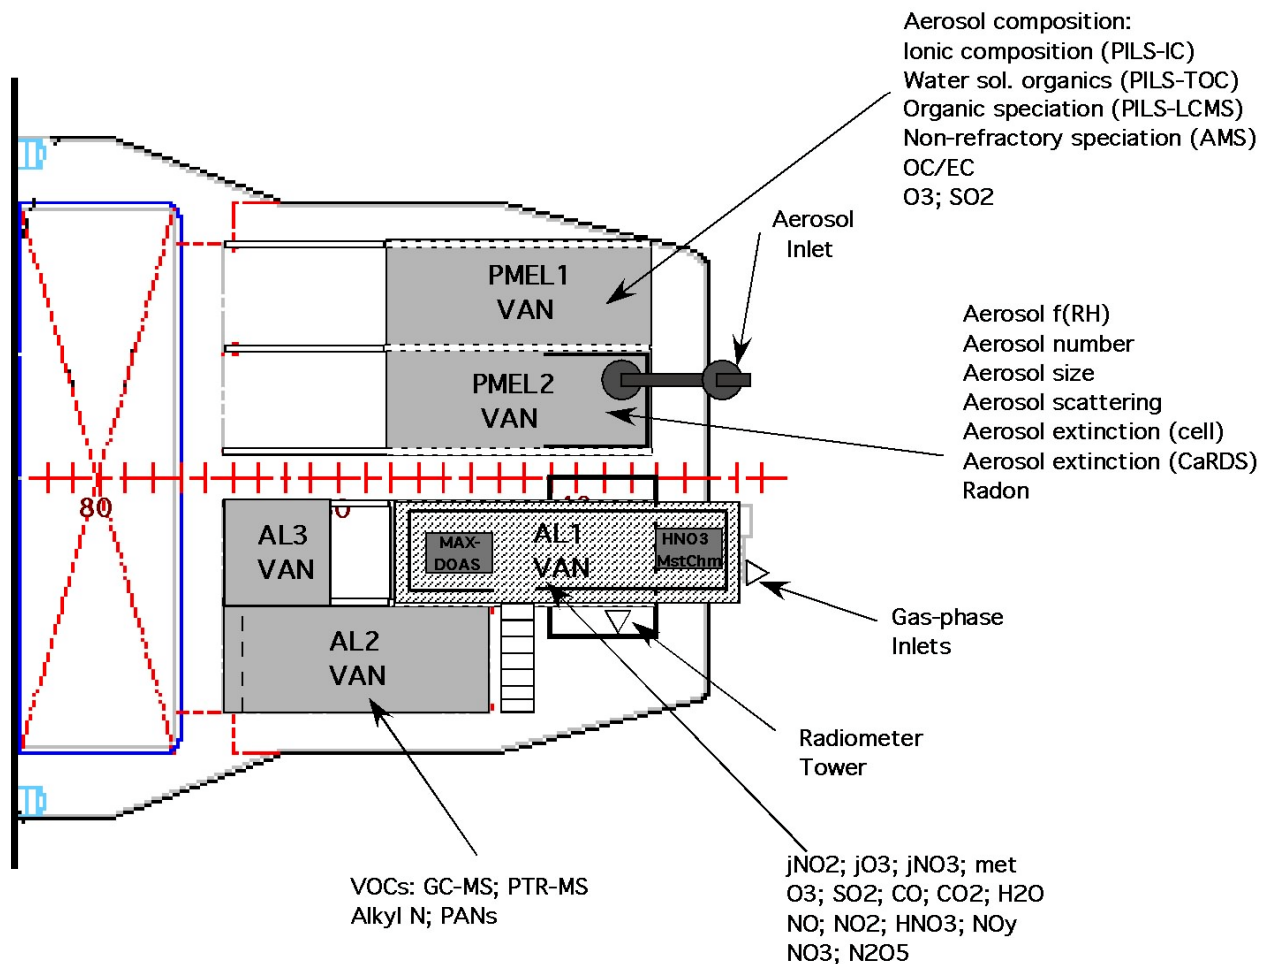 Aerosol composition:
Ionic composition (PILS-IC)
Water sol. organics (PILS-TOC)
Organic speciation (PILS-LCMS)
Non-refractory speciation (AMS)
OC/EC
O3; SO2
Aerosol
Inlet
PMEL1
VAN
Aerosol f(RH)
Aerosol number
Aerosol size
Aerosol scattering
Aerosol extinction (cell)
Aerosol extinction (CaRDS)
Radon
PMEL2
VAN
80
AL3
VAN
MAX-
DOAS
AL1
VAN
HNO3
MstChm
Gas-phase
Inlets
AL2
VAN
Radiometer
Tower
VOCs: GC-MS; PTR-MS
Alkyl N; PANs
jNO2; jO3; jNO3; met
O3; SO2; CO; CO2; H2O
NO; NO2; HNO3; NOy
NO3; N2O5